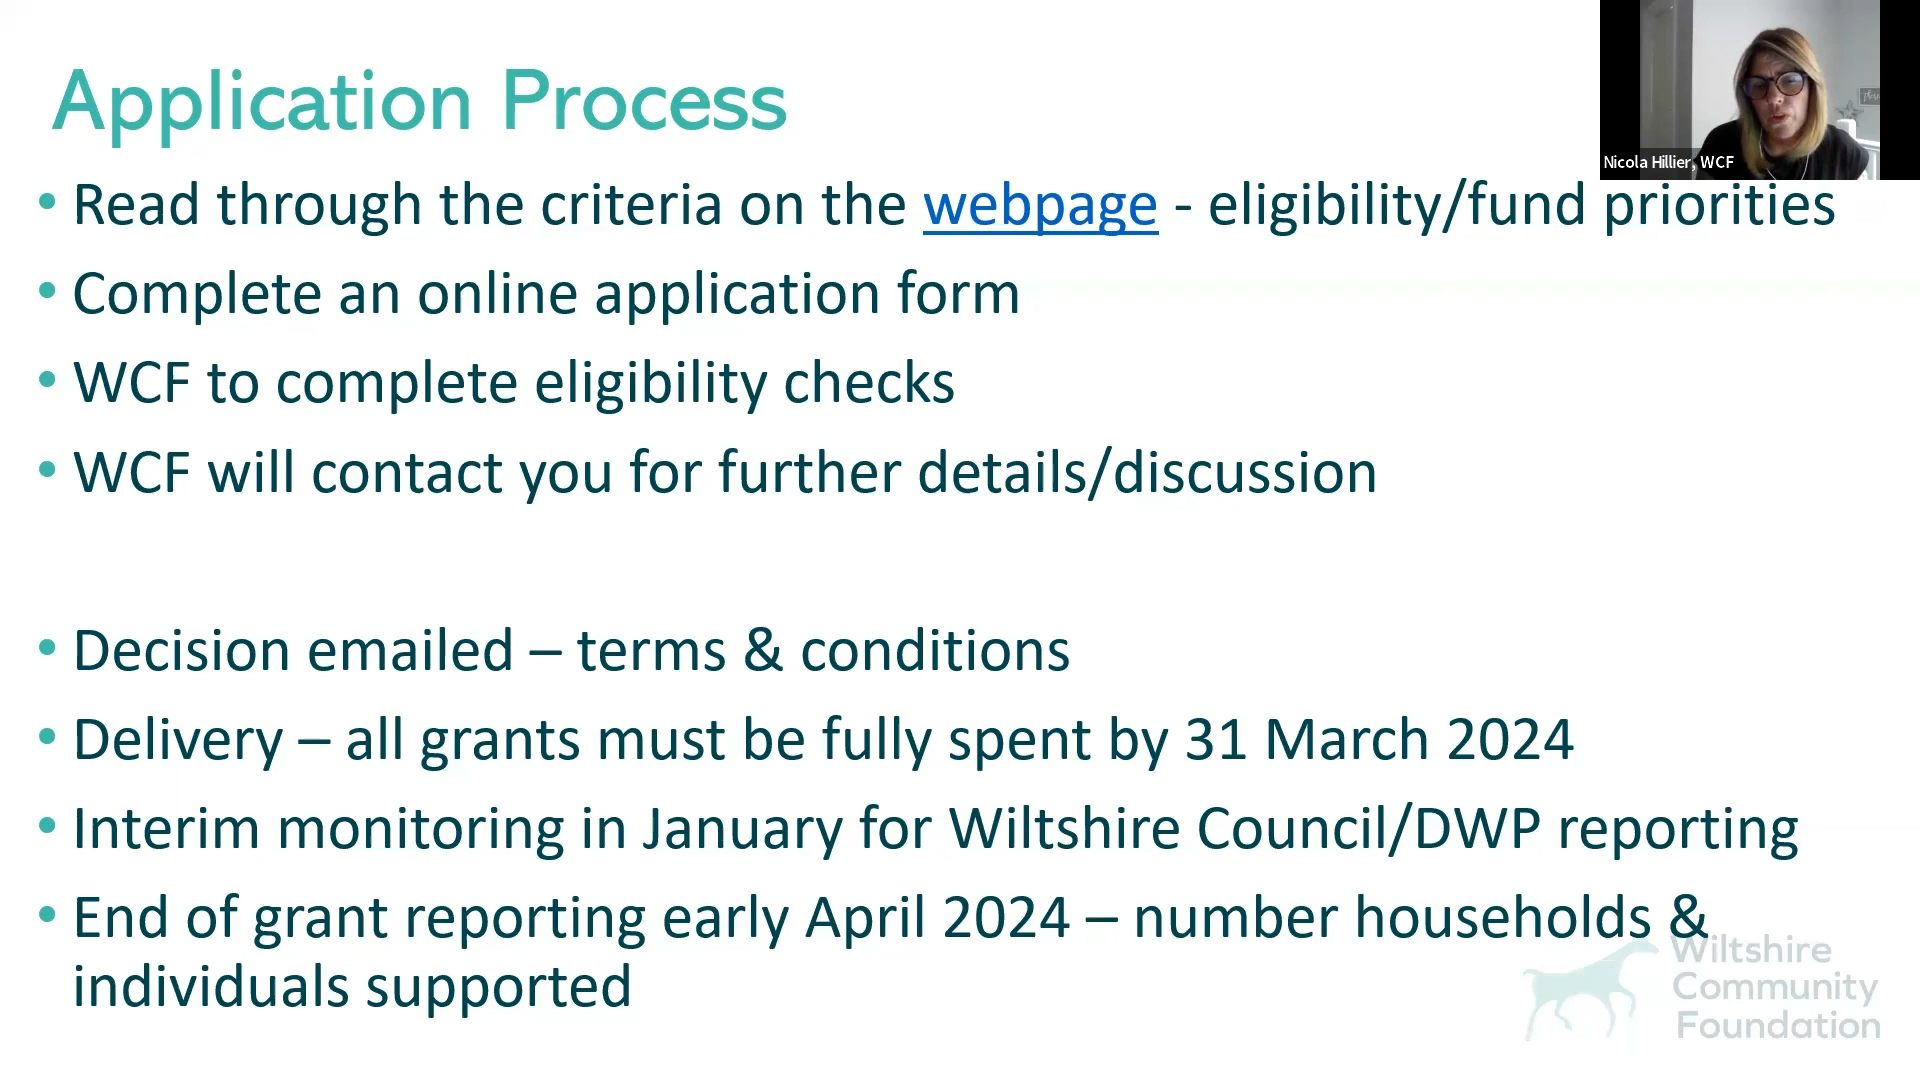 Application Process
Nicola Hillier, WCF
• Read through the criteria on the webpage - eligibility/fund priorities
• Complete an online application form
• WCF to complete eligibility checks
• WCF will contact you for further details/discussion
• Decision emailed – terms & conditions
• Delivery – all grants must be fully spent by 31 March 2024
• Interim monitoring in January for Wiltshire Council/DWP reporting
• End of grant reporting early April 2024 – number households &
individuals supported
Wiltshire
Community
Foundation